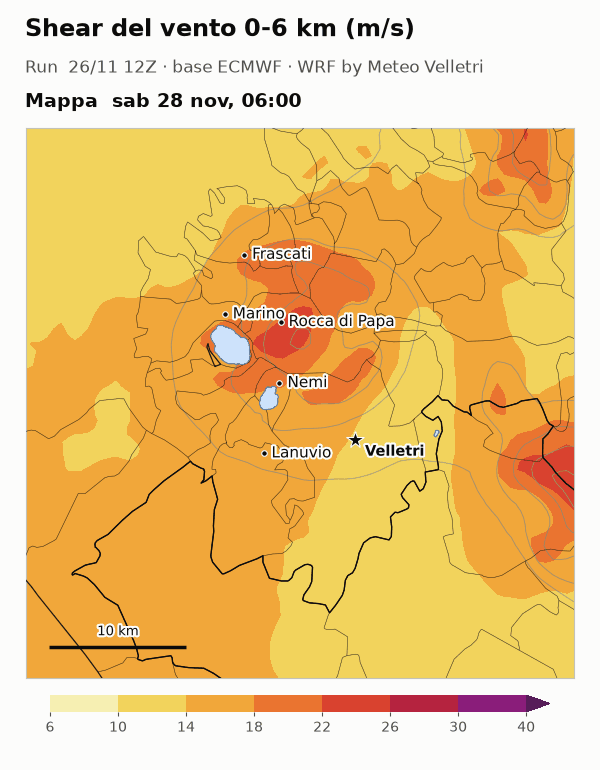 Shear del vento 0-6 km (m/s)
Run  26/11 12Z · base ECMWF · WRF by Meteo Velletri
Mappa  sab 28 nov, 06:00
Frascati
Marino
Rocca di Papa
Nemi
Velletri
Lanuvio
10 km
6 10 14 18 22 26 30 40